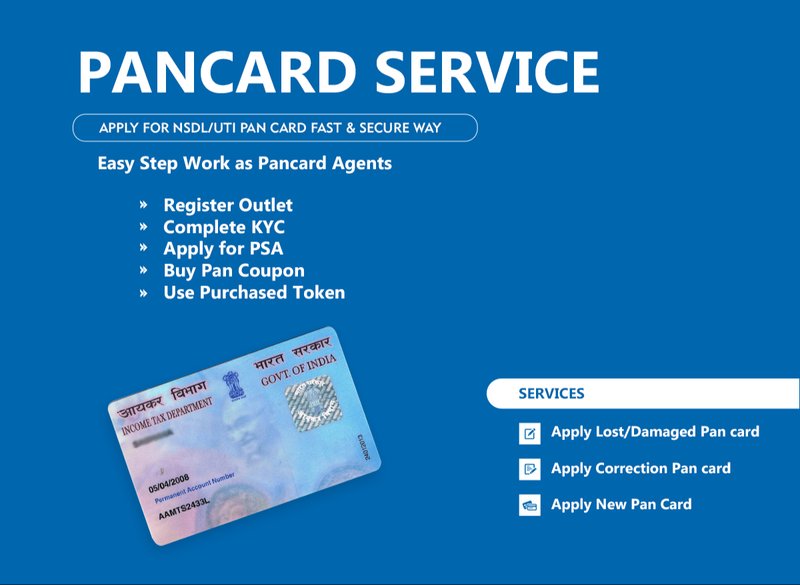 PANCARD SERVICE
APPLY FOR NSDL/UTI PAN CARD FAST & SECURE WAY
Easy Step Work as Pancard Agents
» Register Outlet
» Complete KYC
» Apply for PSA
» Buy Pan Coupon
» Use Purchased Token
आयकर विभाग
INCOME TAX DEPARTMENT
भारत सरकार
GOVT. OF INDIA
05/04/2008
Permanent Account Number
AAMTS2433L
24012013
SERVICES
Apply Lost/Damaged Pan card
Apply Correction Pan card
Apply New Pan Card